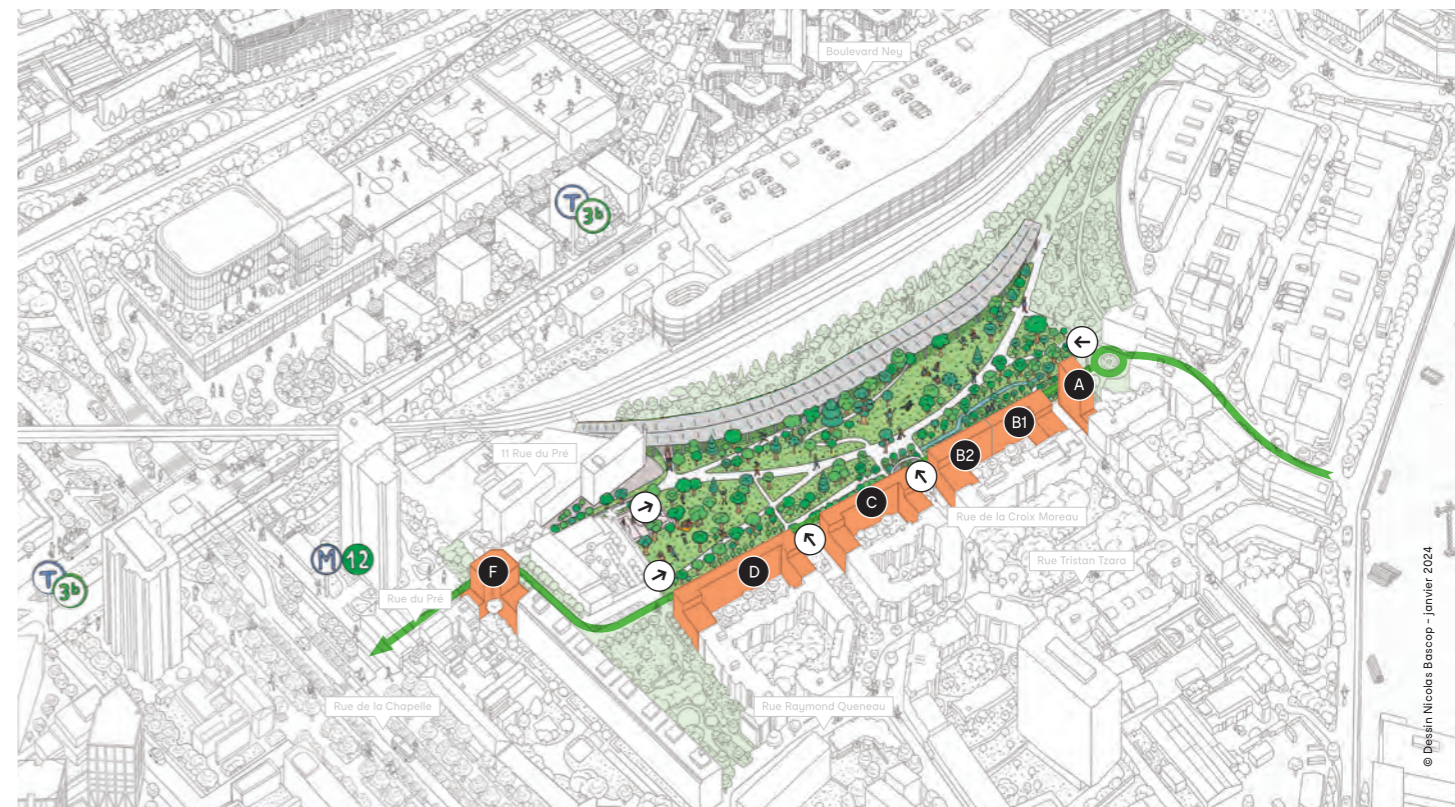 Boulevard Ney
T
3b
A
B1
11 Rue du Pré
B2
C
Rue de la Croix Moreau
M
12
Rue Tristan Tzara
F
D
T
3b
Rue du Pré
Rue de la Chapelle
Rue Raymond Queneau
© Dessin Nicolas Bascop – janvier 2024